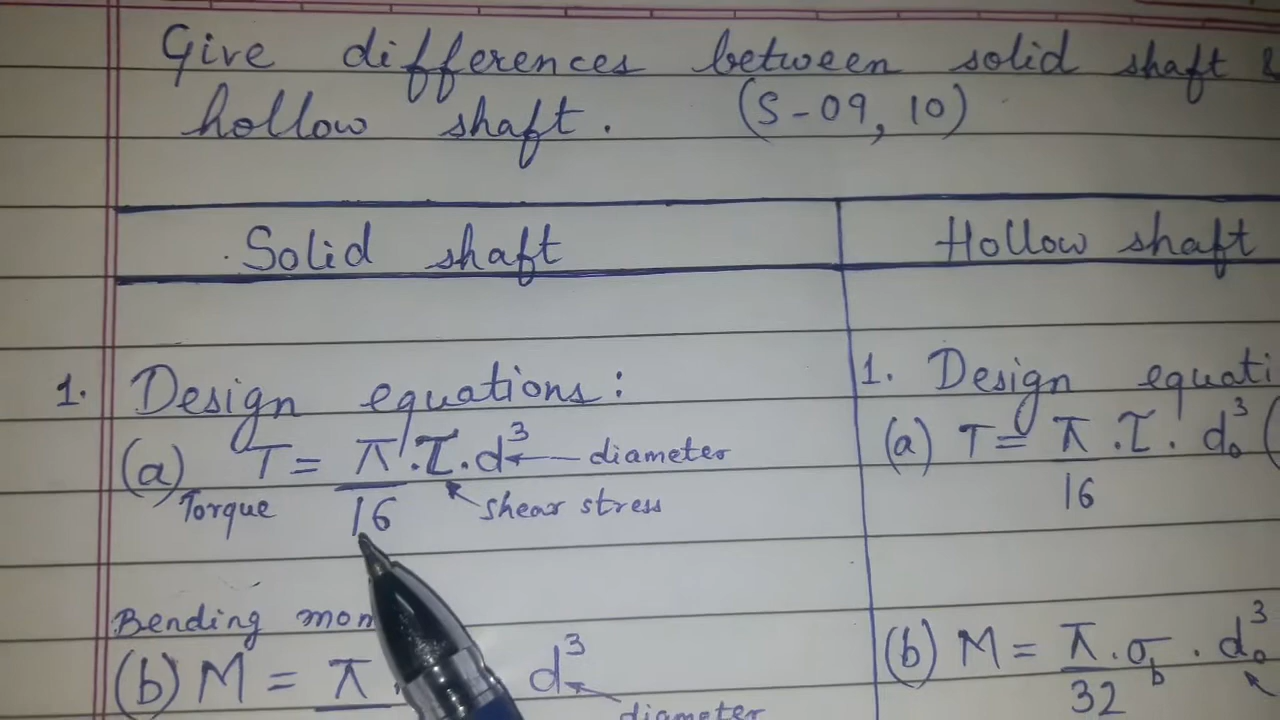 Give differences between solid shaft &
hollow shaft. (S-09, 10)
Solid shaft
Hollow shaft
1. Design equations:
(a) T = π/16 . τ . d³ ← diameter
Torque
shear stress
Bending
(b) M = π d³
diameter
1. Design
(a) T = π/16 . τ . d₀³ (
(b) M = π/32 . σb . d₀³